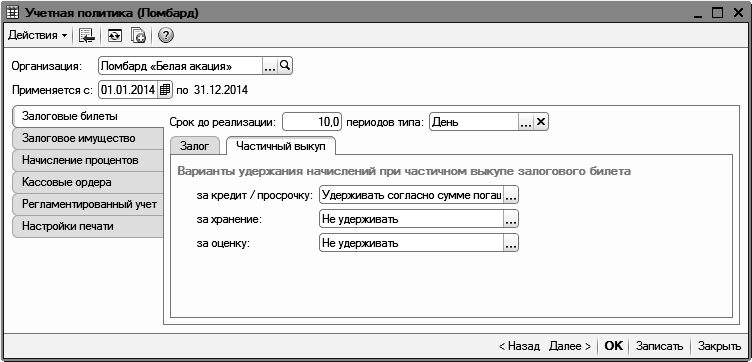 Учетная политика (Ломбард)
Действия
Организация: Ломбард «Белая акация» ...
Применяется с: 01.01.2014 по 31.12.2014
Залоговые билеты
Залоговое имущество
Начисление процентов
Кассовые ордера
Регламентированный учет
Настройки печати
Срок до реализации: 10,0 периодов типа: День ...
Залог Частичный выкуп
Варианты удержания начислений при частичном выкупе залогового билета
за кредит / просрочку: Удерживать согласно сумме погаш ...
за хранение: Не удерживать ...
за оценку: Не удерживать ...
< Назад Далее > OK Записать Закрыть